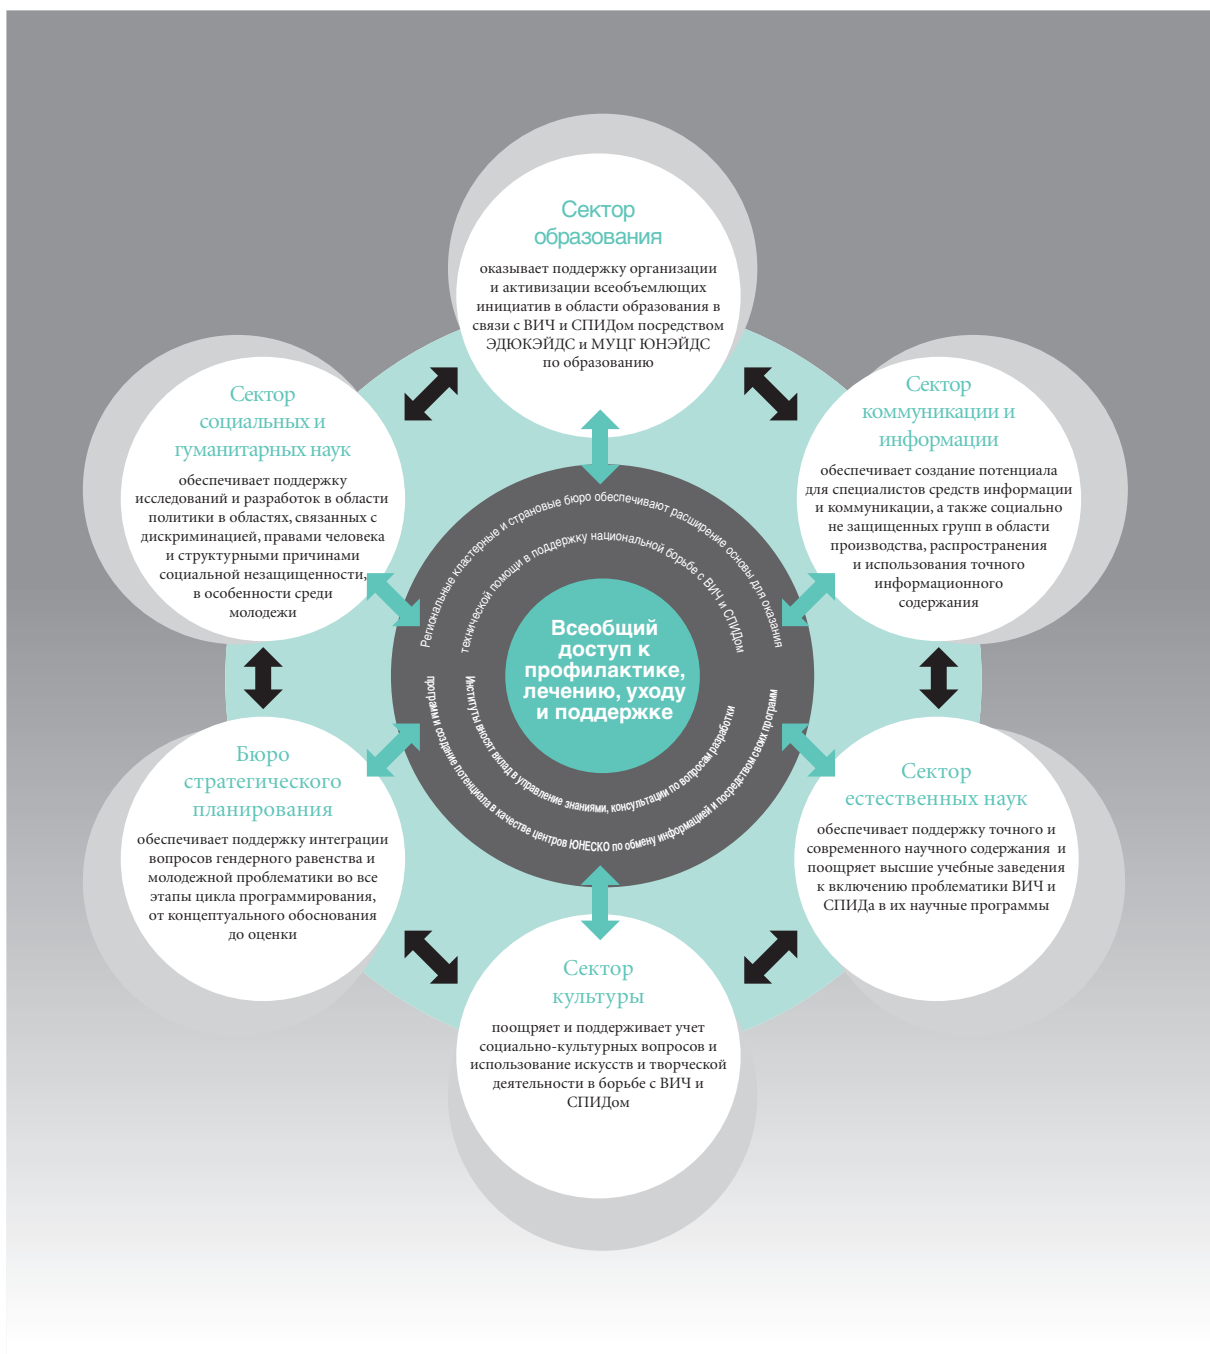 Сектор
образования
оказывает поддержку организации
и активизации всеобъемлющих
инициатив в области образования в
связи с ВИЧ и СПИДом посредством
ЭДЮКЭЙДС и МУЦГ ЮНЭЙДС
по образованию
Сектор
социальных и
гуманитарных наук
обеспечивает поддержку
исследований и разработок в области
политики в областях, связанных с
дискриминацией, правами человека
и структурными причинами
социальной незащищенности,
в особенности среди
молодежи
Сектор
коммуникации и
информации
обеспечивает создание потенциала
для специалистов средств информации
и коммуникации, а также социально
не защищенных групп в области
производства, распространения
и использования точного
информационного
содержания
Региональные кластерные и страновые бюро обеспечивают расширение основы для оказания
технической помощи в поддержку национальной борьбе с ВИЧ и СПИДом
Всеобщий
доступ к
профилактике,
лечению, уходу
и поддержке
Институты вносят вклад в управление знаниями, консультации по вопросам разработки
программ и создание потенциала в качестве центров ЮНЕСКО по обмену информацией и посредством своих программ
Бюро
стратегического
планирования
обеспечивает поддержку интеграции
вопросов гендерного равенства и
молодежной проблематики во все
этапы цикла программирования,
от концептуального обоснования
до оценки
Сектор
естественных наук
обеспечивает поддержку точного и
современного научного содержания и
поощряет высшие учебные заведения
к включению проблематики ВИЧ и
СПИДа в их научные программы
Сектор
культуры
поощряет и поддерживает учет
социально-культурных вопросов и
использование искусств и творческой
деятельности в борьбе с ВИЧ и
СПИДом